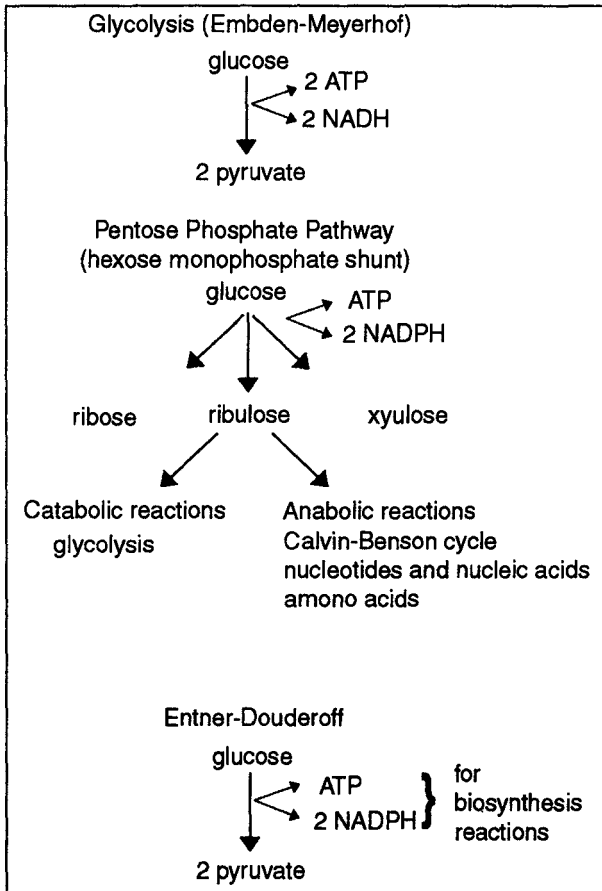 Glycolysis (Embden-Meyerhof)
glucose
2 ATP
2 NADH
2 pyruvate
Pentose Phosphate Pathway
(hexose monophosphate shunt)
glucose
ATP
2 NADPH
ribose ribulose xyulose
Catabolic reactions
glycolysis
Anabolic reactions
Calvin-Benson cycle
nucleotides and nucleic acids
amono acids
Entner-Douderoff
glucose
ATP
2 NADPH
} for
biosynthesis
reactions
2 pyruvate